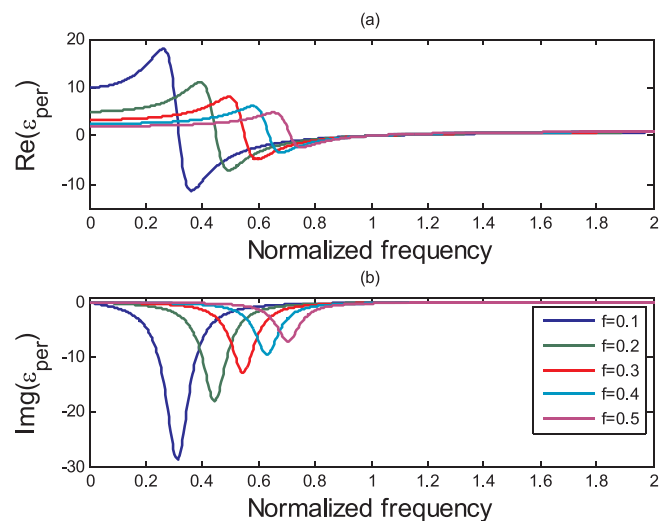 (a)
Re(ε_per)
20
10
0
-10
0
0.2
0.4
0.6
0.8
1
1.2
1.4
1.6
1.8
2
Normalized frequency
(b)
Img(ε_per)
0
-10
-20
-30
0
0.2
0.4
0.6
0.8
1
1.2
1.4
1.6
1.8
2
f=0.1
f=0.2
f=0.3
f=0.4
f=0.5
Normalized frequency